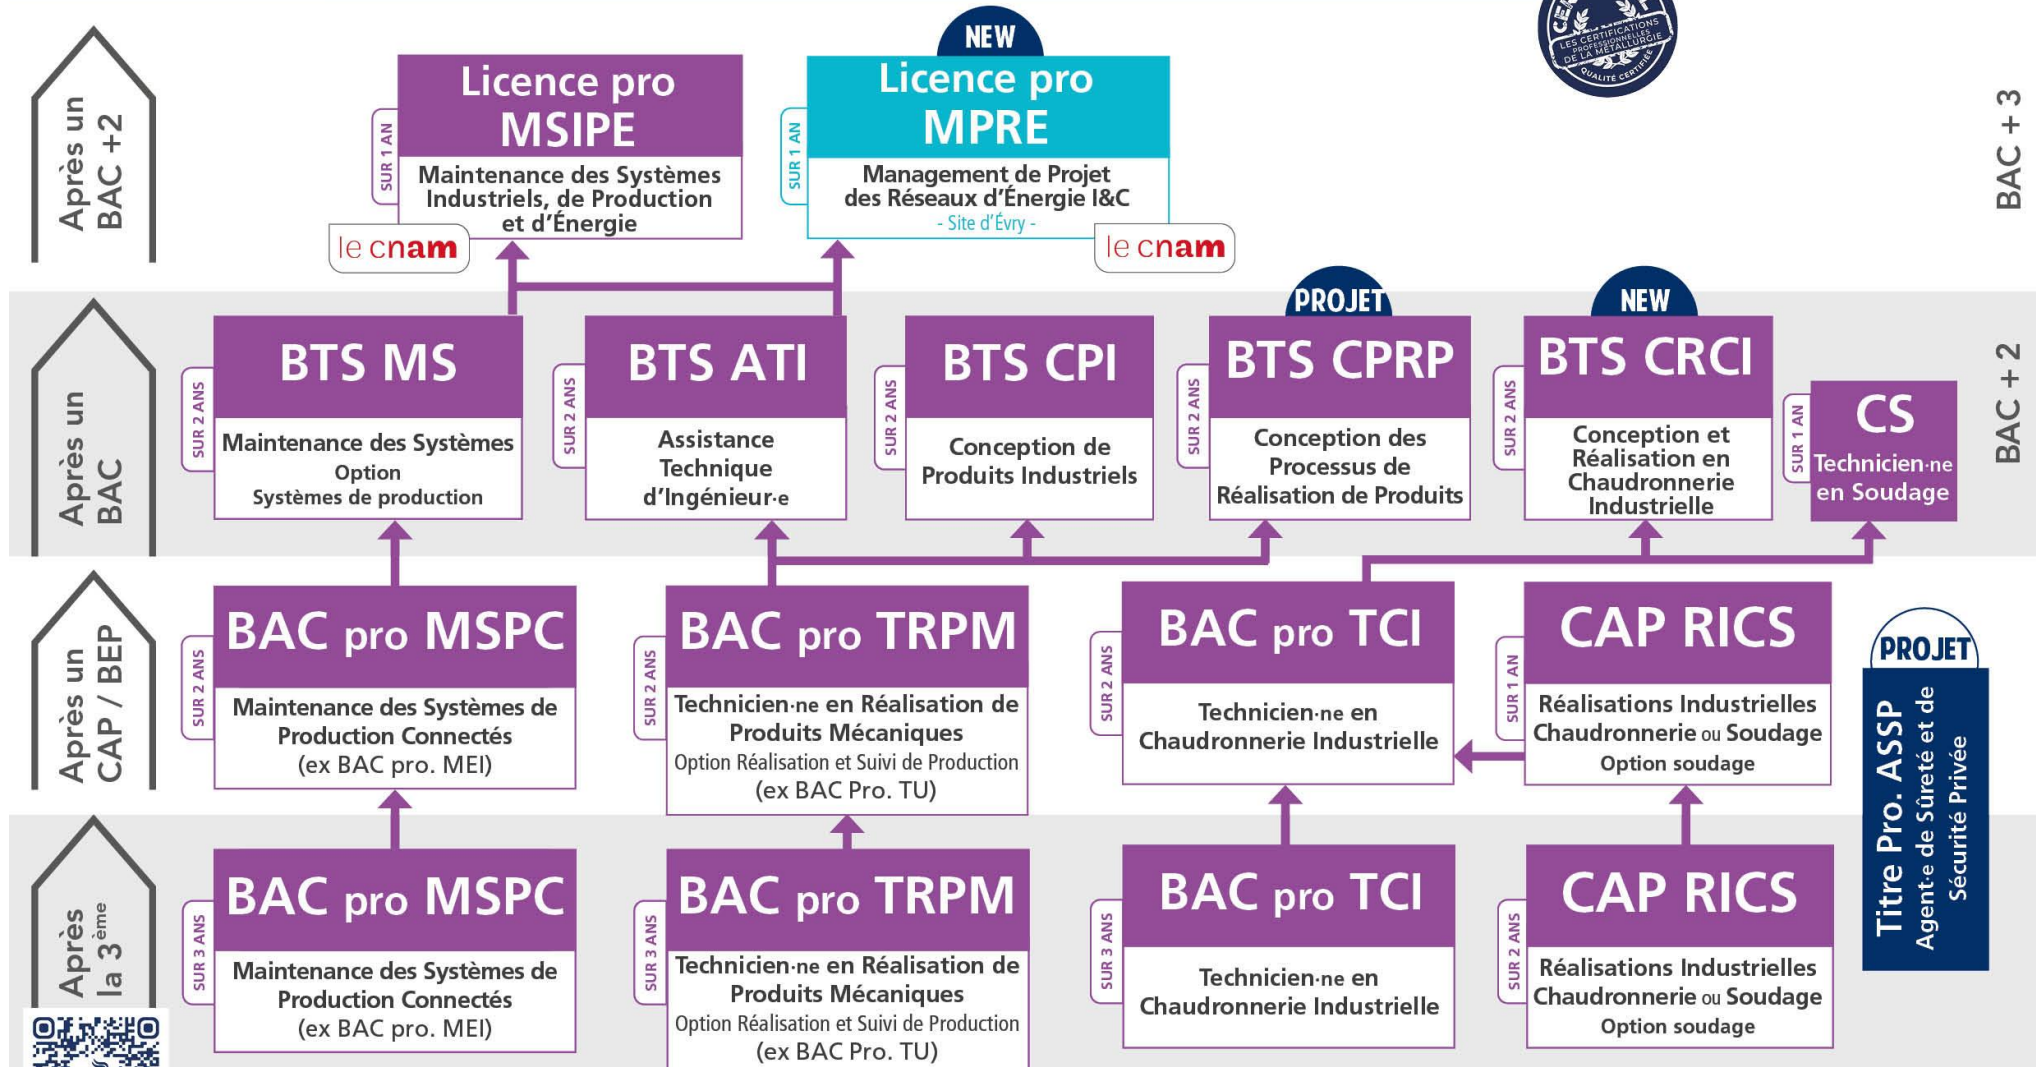 NEW
Après un
BAC +2
SUR 1 AN
Licence pro
MSIPE
Maintenance des Systèmes
Industriels, de Production
et d'Énergie
le cnam
SUR 1 AN
Licence pro
MPRE
Management de Projet
des Réseaux d'Énergie I&C
- Site d'Évry -
le cnam
LES CERTIFICATIONS
PROFESSIONNELLES
DE LA MÉTALLURGIE
QUALITÉ CERTIFIÉE
BAC + 3
Après un
BAC
SUR 2 ANS
BTS MS
Maintenance des Systèmes
Option
Systèmes de production
SUR 2 ANS
BTS ATI
Assistance
Technique
d'Ingénieur·e
SUR 2 ANS
BTS CPI
Conception de
Produits Industriels
PROJET
SUR 2 ANS
BTS CPRP
Conception des
Processus de
Réalisation de Produits
NEW
SUR 2 ANS
BTS CRCI
Conception et
Réalisation en
Chaudronnerie
Industrielle
SUR 1 AN
CS
Technicien·ne
en Soudage
BAC + 2
Après un
CAP / BEP
SUR 2 ANS
BAC pro MSPC
Maintenance des Systèmes de
Production Connectés
(ex BAC pro. MEI)
SUR 2 ANS
BAC pro TRPM
Technicien·ne en Réalisation de
Produits Mécaniques
Option Réalisation et Suivi de Production
(ex BAC Pro. TU)
SUR 2 ANS
BAC pro TCI
Technicien·ne en
Chaudronnerie Industrielle
SUR 1 AN
CAP RICS
Réalisations Industrielles
Chaudronnerie ou Soudage
Option soudage
PROJET
Titre Pro. ASSP
Agent·e de Sûreté et de
Sécurité Privée
Après
la 3ème
SUR 3 ANS
BAC pro MSPC
Maintenance des Systèmes de
Production Connectés
(ex BAC pro. MEI)
SUR 3 ANS
BAC pro TRPM
Technicien·ne en Réalisation de
Produits Mécaniques
Option Réalisation et Suivi de Production
(ex BAC Pro. TU)
SUR 3 ANS
BAC pro TCI
Technicien·ne en
Chaudronnerie Industrielle
SUR 2 ANS
CAP RICS
Réalisations Industrielles
Chaudronnerie ou Soudage
Option soudage